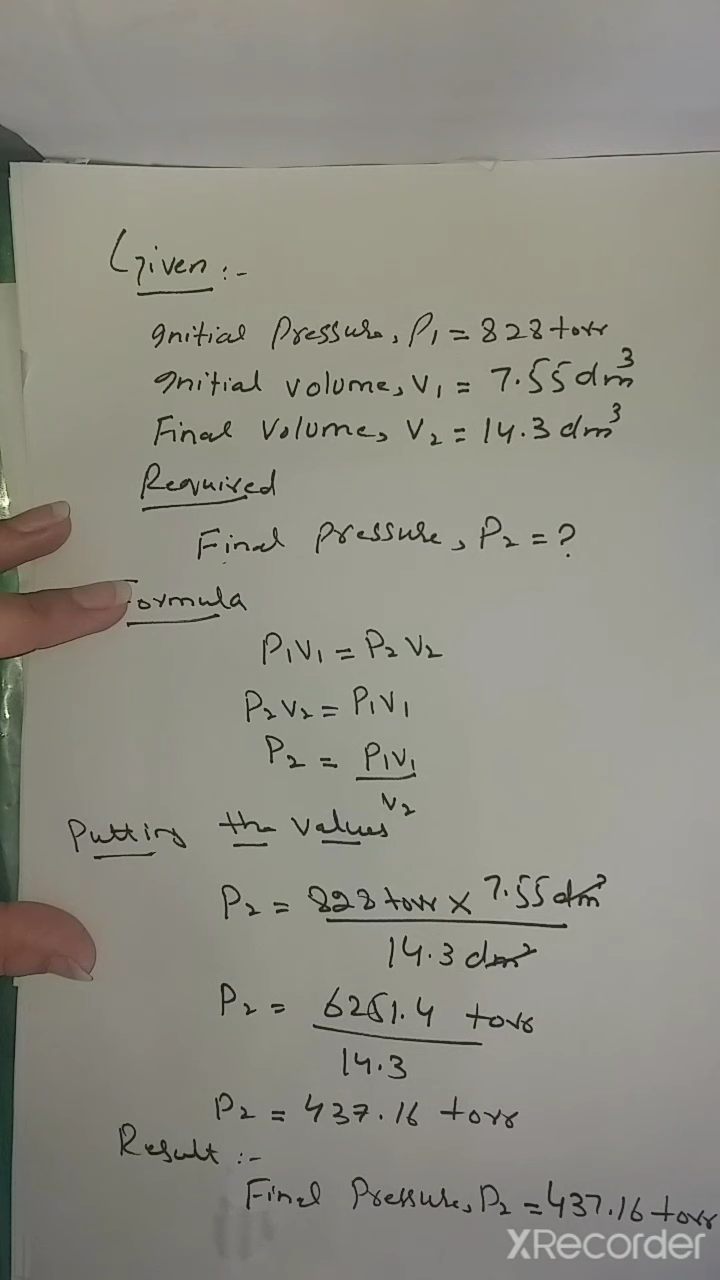 Given :-
Initial Pressure, P₁ = 828 torr
Initial volume, V₁ = 7.55 dm³
Final Volume, V₂ = 14.3 dm³
Required
Final pressure, P₂ = ?
Formula
P₁V₁ = P₂V₂
P₂V₂ = P₁V₁
P₂ = P₁V₁
V₂
Putting the values
P₂ = 828 torr × 7.55 dm³
14.3 dm³
P₂ = 6251.4 torr
14.3
P₂ = 437.16 torr
Result :-
Final Pressure, P₂ = 437.16 torr
XRecorder